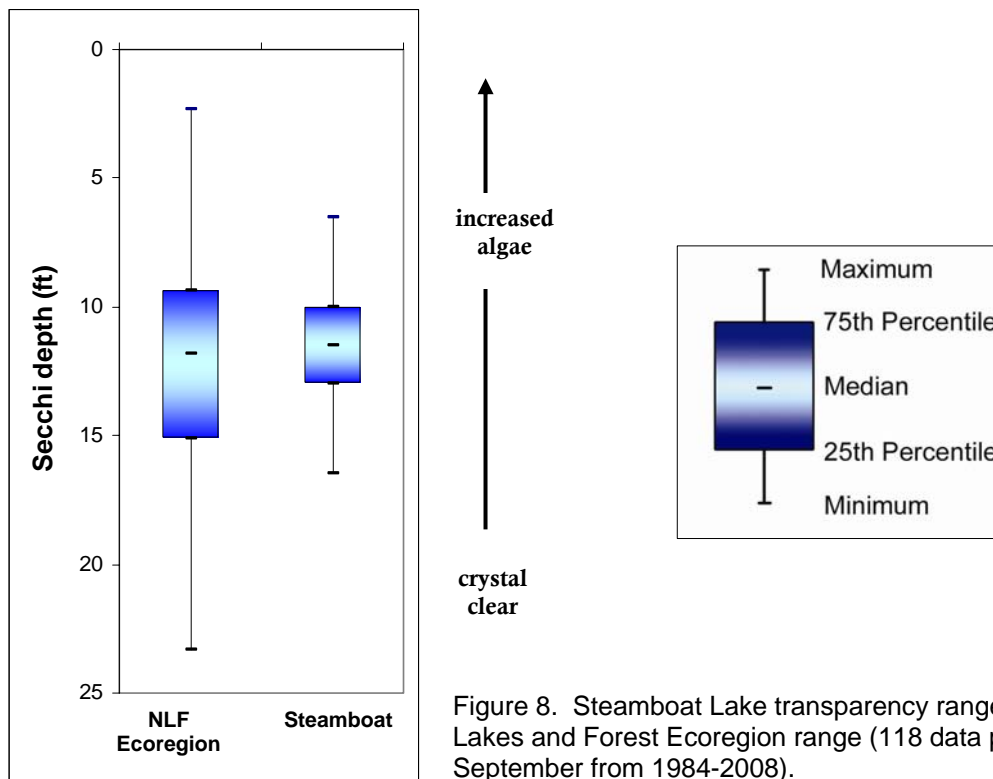 0
5
10
15
20
25
Secchi depth (ft)
NLF
Ecoregion
Steamboat
increased
algae
crystal
clear
Maximum
75th Percentile
Median
25th Percentile
Minimum
Figure 8. Steamboat Lake transparency range
Lakes and Forest Ecoregion range (118 data
September from 1984-2008).